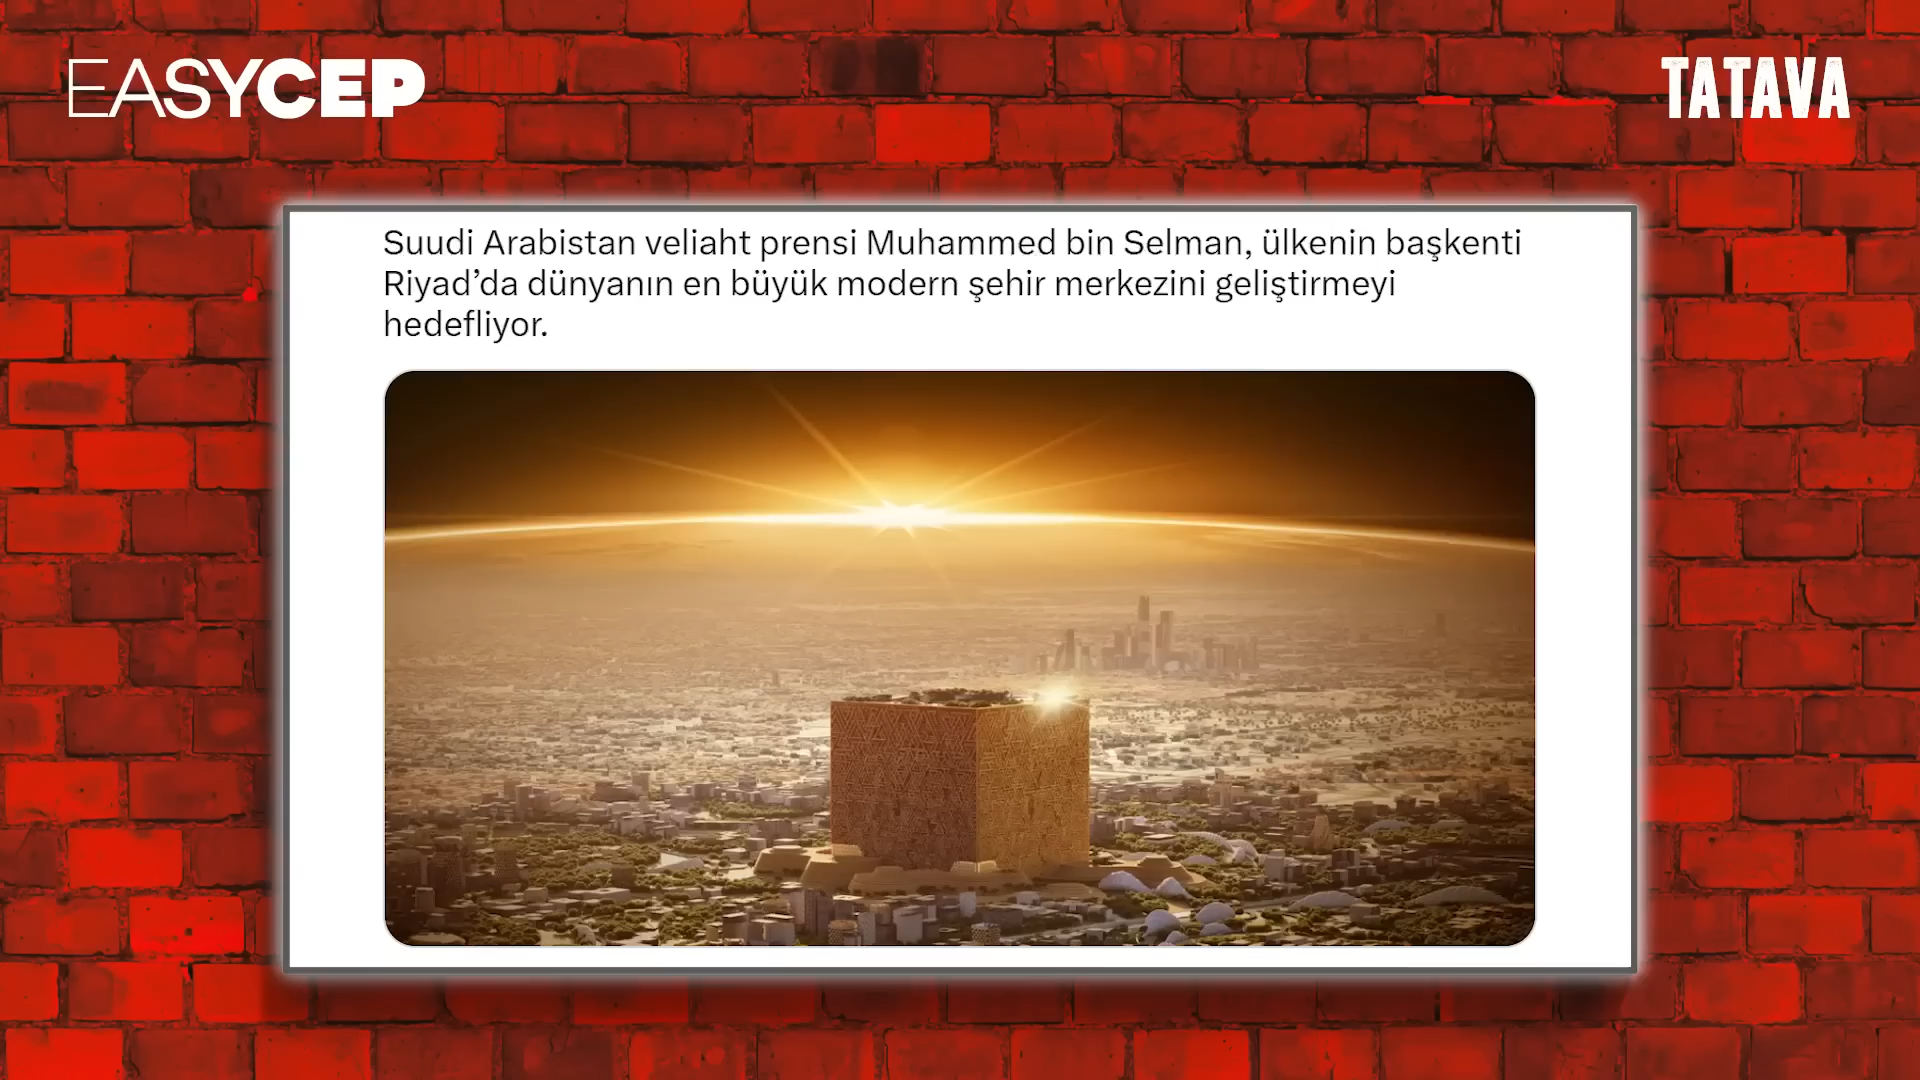 EASYCEP
TATAVA
Suudi Arabistan veliaht prensi Muhammed bin Selman, ülkenin başkenti
Riyad’da dünyanın en büyük modern şehir merkezini geliştirmeyi
hedefliyor.